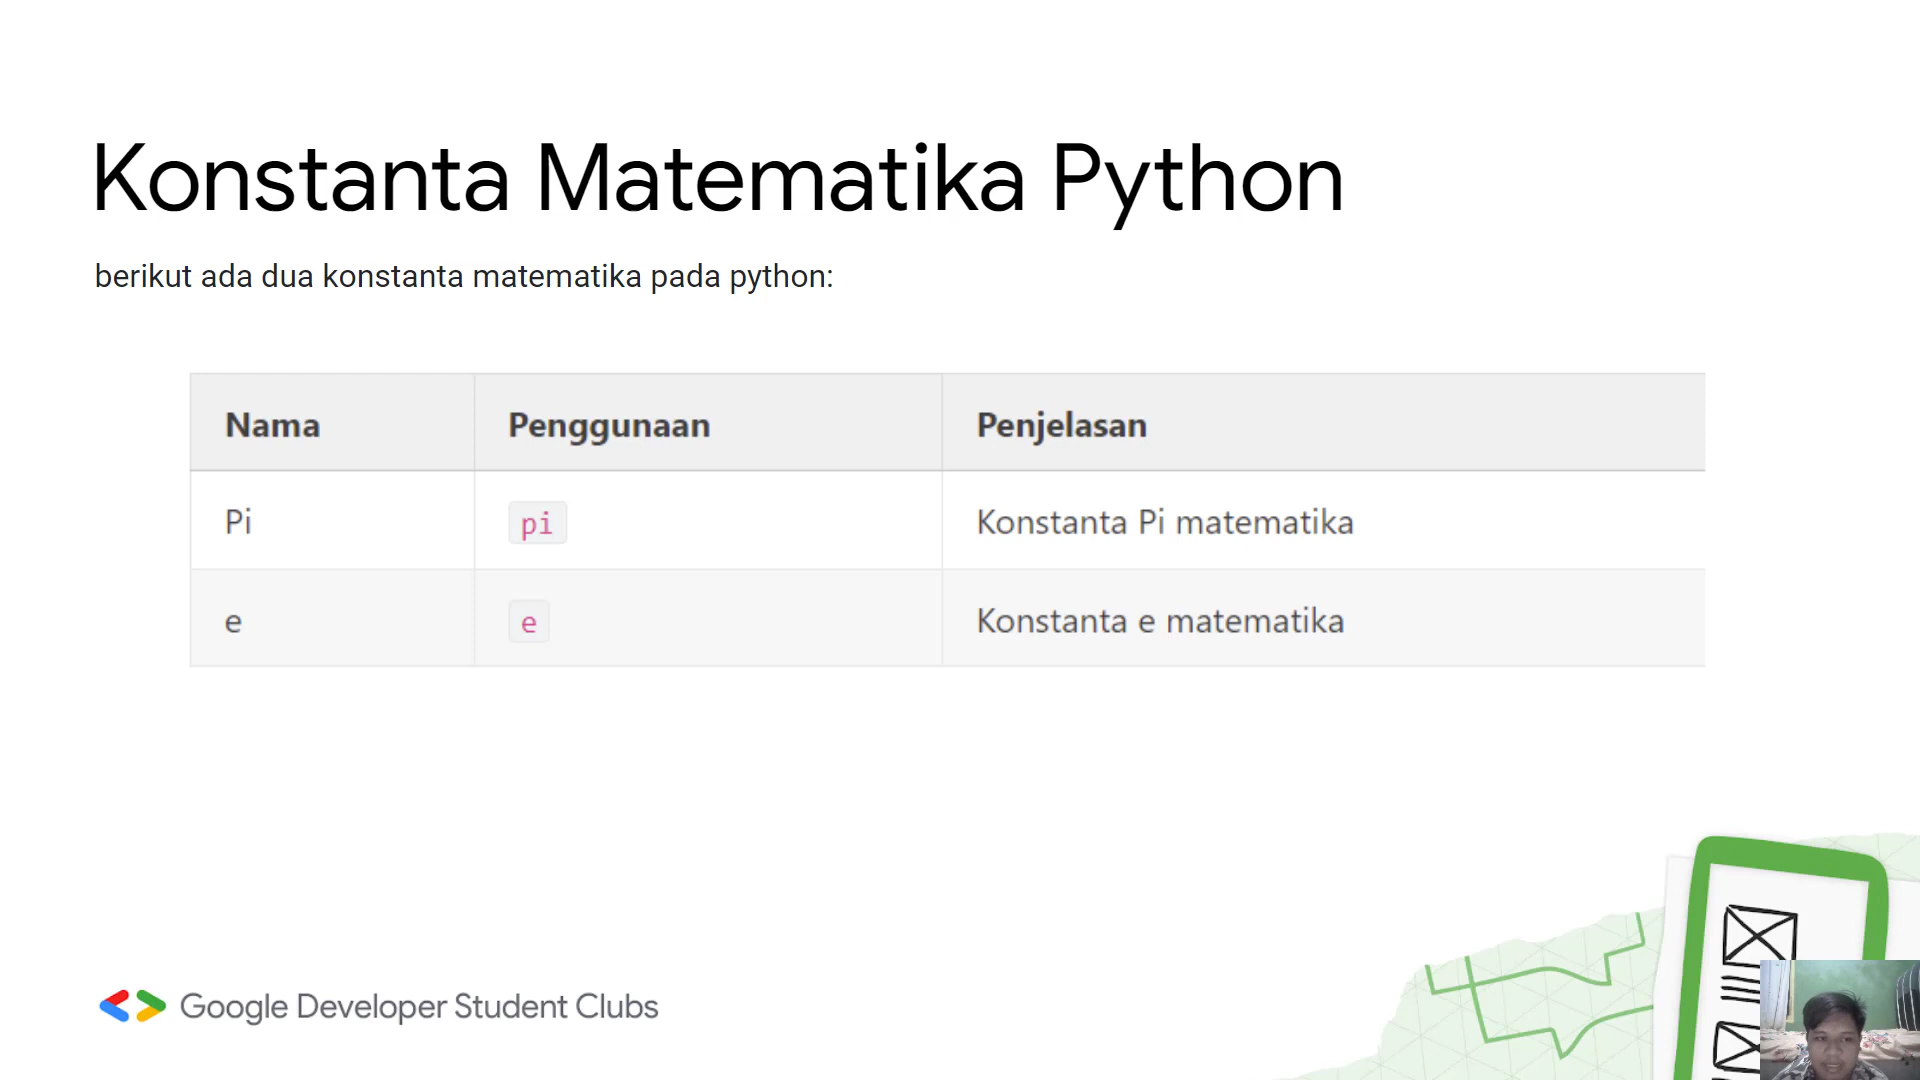 Konstanta Matematika Python
berikut ada dua konstanta matematika pada python:
Nama Penggunaan Penjelasan
Pi pi Konstanta Pi matematika
e e Konstanta e matematika
Google Developer Student Clubs